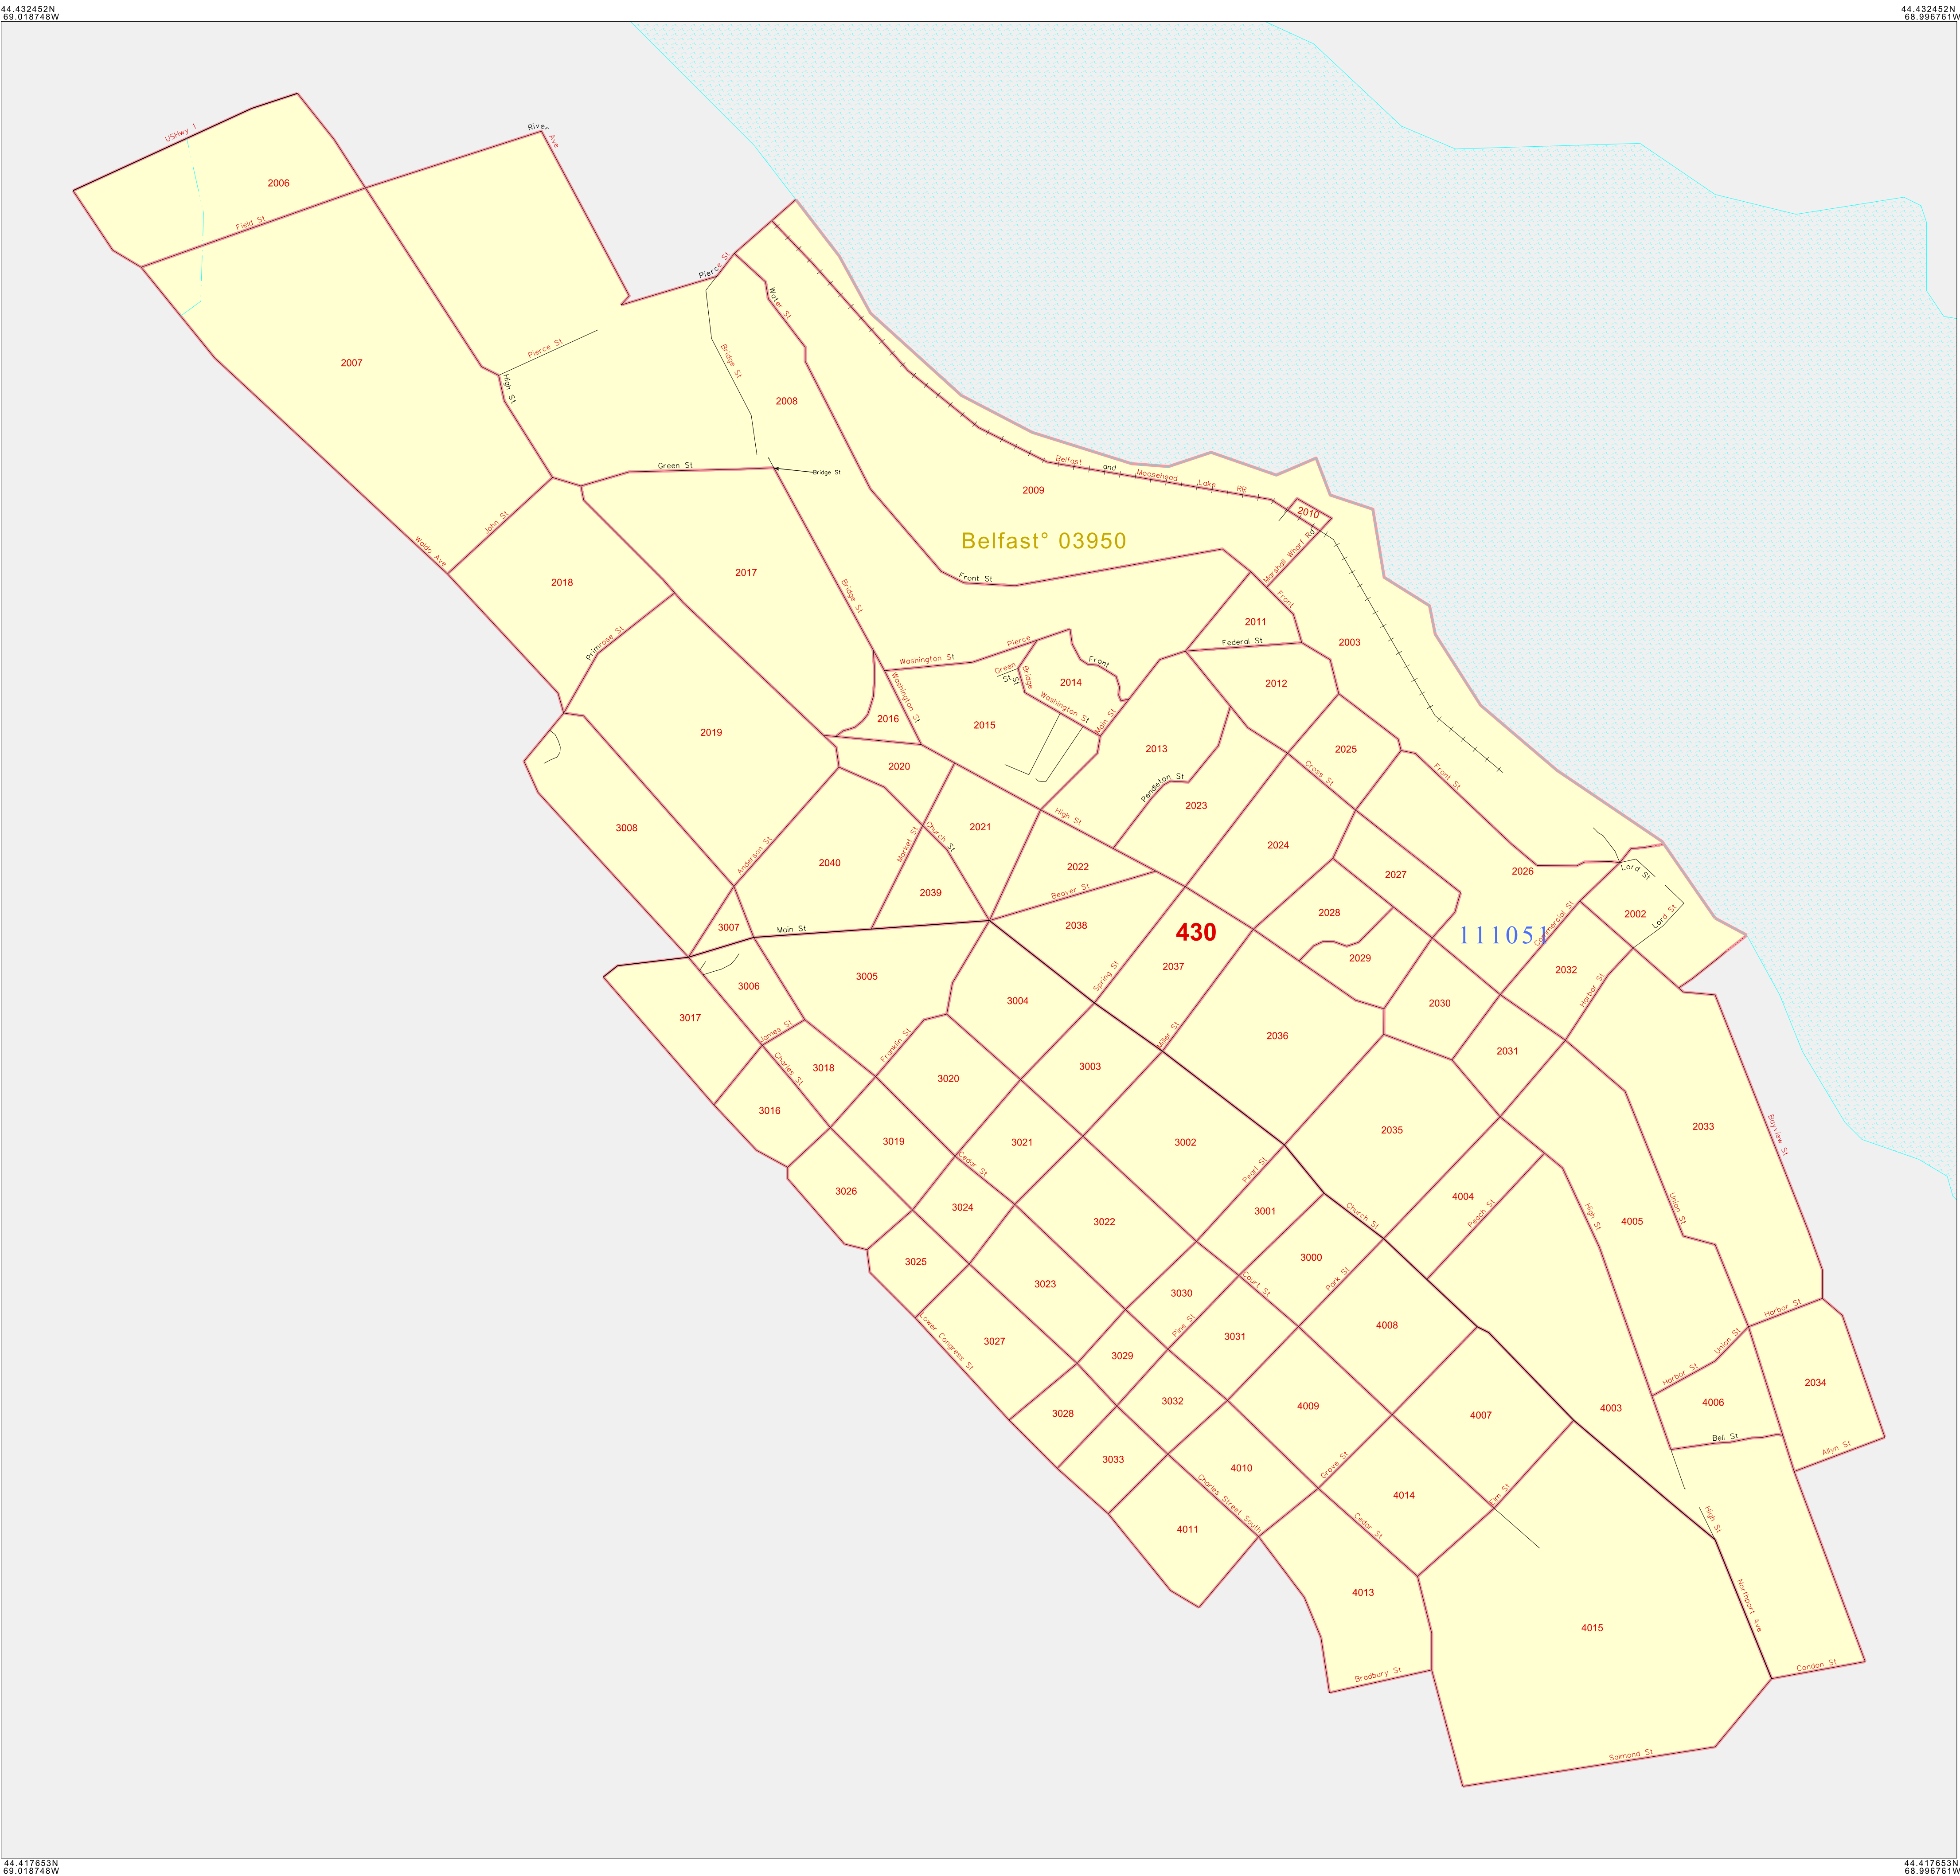 44.432452N
69.018748W
44.432452N
68.996761W
USHwy 1
River Ave
2006
Field St
Pierce St
Water St
Pierce St
Bridge St
2007
High St
2008
Green St
Bridge St
Belfast and Moosehead Lake RR
2009
2010
John St
Waldo Ave
Belfast° 03950
Marshall Wharf Rd
Front St
2018
2017
Bridge St
Front
2011
Federal St
2003
Primrose St
Washington St
Pierce
Front
Green
St
St
Bridge
2014
2012
Washington St
Washington St
Main St
2016
2015
2019
2013
2025
2020
Cross St
Front St
Pendleton St
2023
High St
3008
Market St
Church St
2021
2024
Anderson St
2040
2022
2026
Lord St
2027
2039
Beaver St
Commercial St
2028
2002
Lord St
3007
Main St
2038
430
111051
2029
3005
2037
2032
3006
Spring St
Harbor St
3004
2030
3017
James St
Franklin St
Miller St
2036
2031
Charles St
3018
3020
3003
3016
2033
Bayview St
3019
3021
3002
2035
Cedar St
Pearl St
3026
4004
3024
3001
Church St
Peach St
High St
Union St
3022
4005
3025
3000
Court St
Park St
3023
3030
Harbor St
Lower Congress St
3027
Pine St
3031
4008
Union St
3029
Harbor St
2034
3028
3032
4009
4007
4003
4006
Bell St
Allyn St
3033
4010
Grove St
Charles Street South
4014
Elm St
4011
Cedar St
High St
4013
Northport Ave
4015
Bradbury St
Condon St
Salmond St
44.417653N
69.018748W
44.417653N
68.996761W